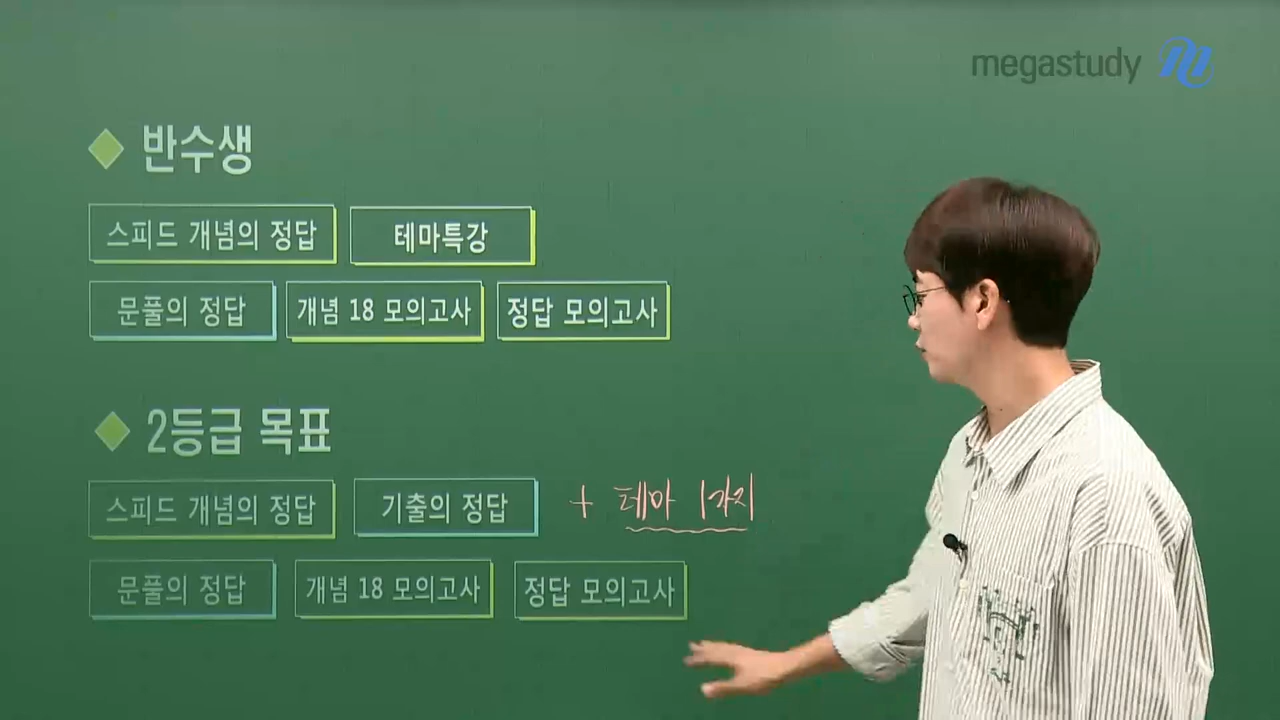 megastudy
반수생
스피드 개념의 정답 테마특강
문풀의 정답 개념 18 모의고사 정답 모의고사
2등급 목표
스피드 개념의 정답 기출의 정답 + 테마 1가지
문풀의 정답 개념 18 모의고사 정답 모의고사